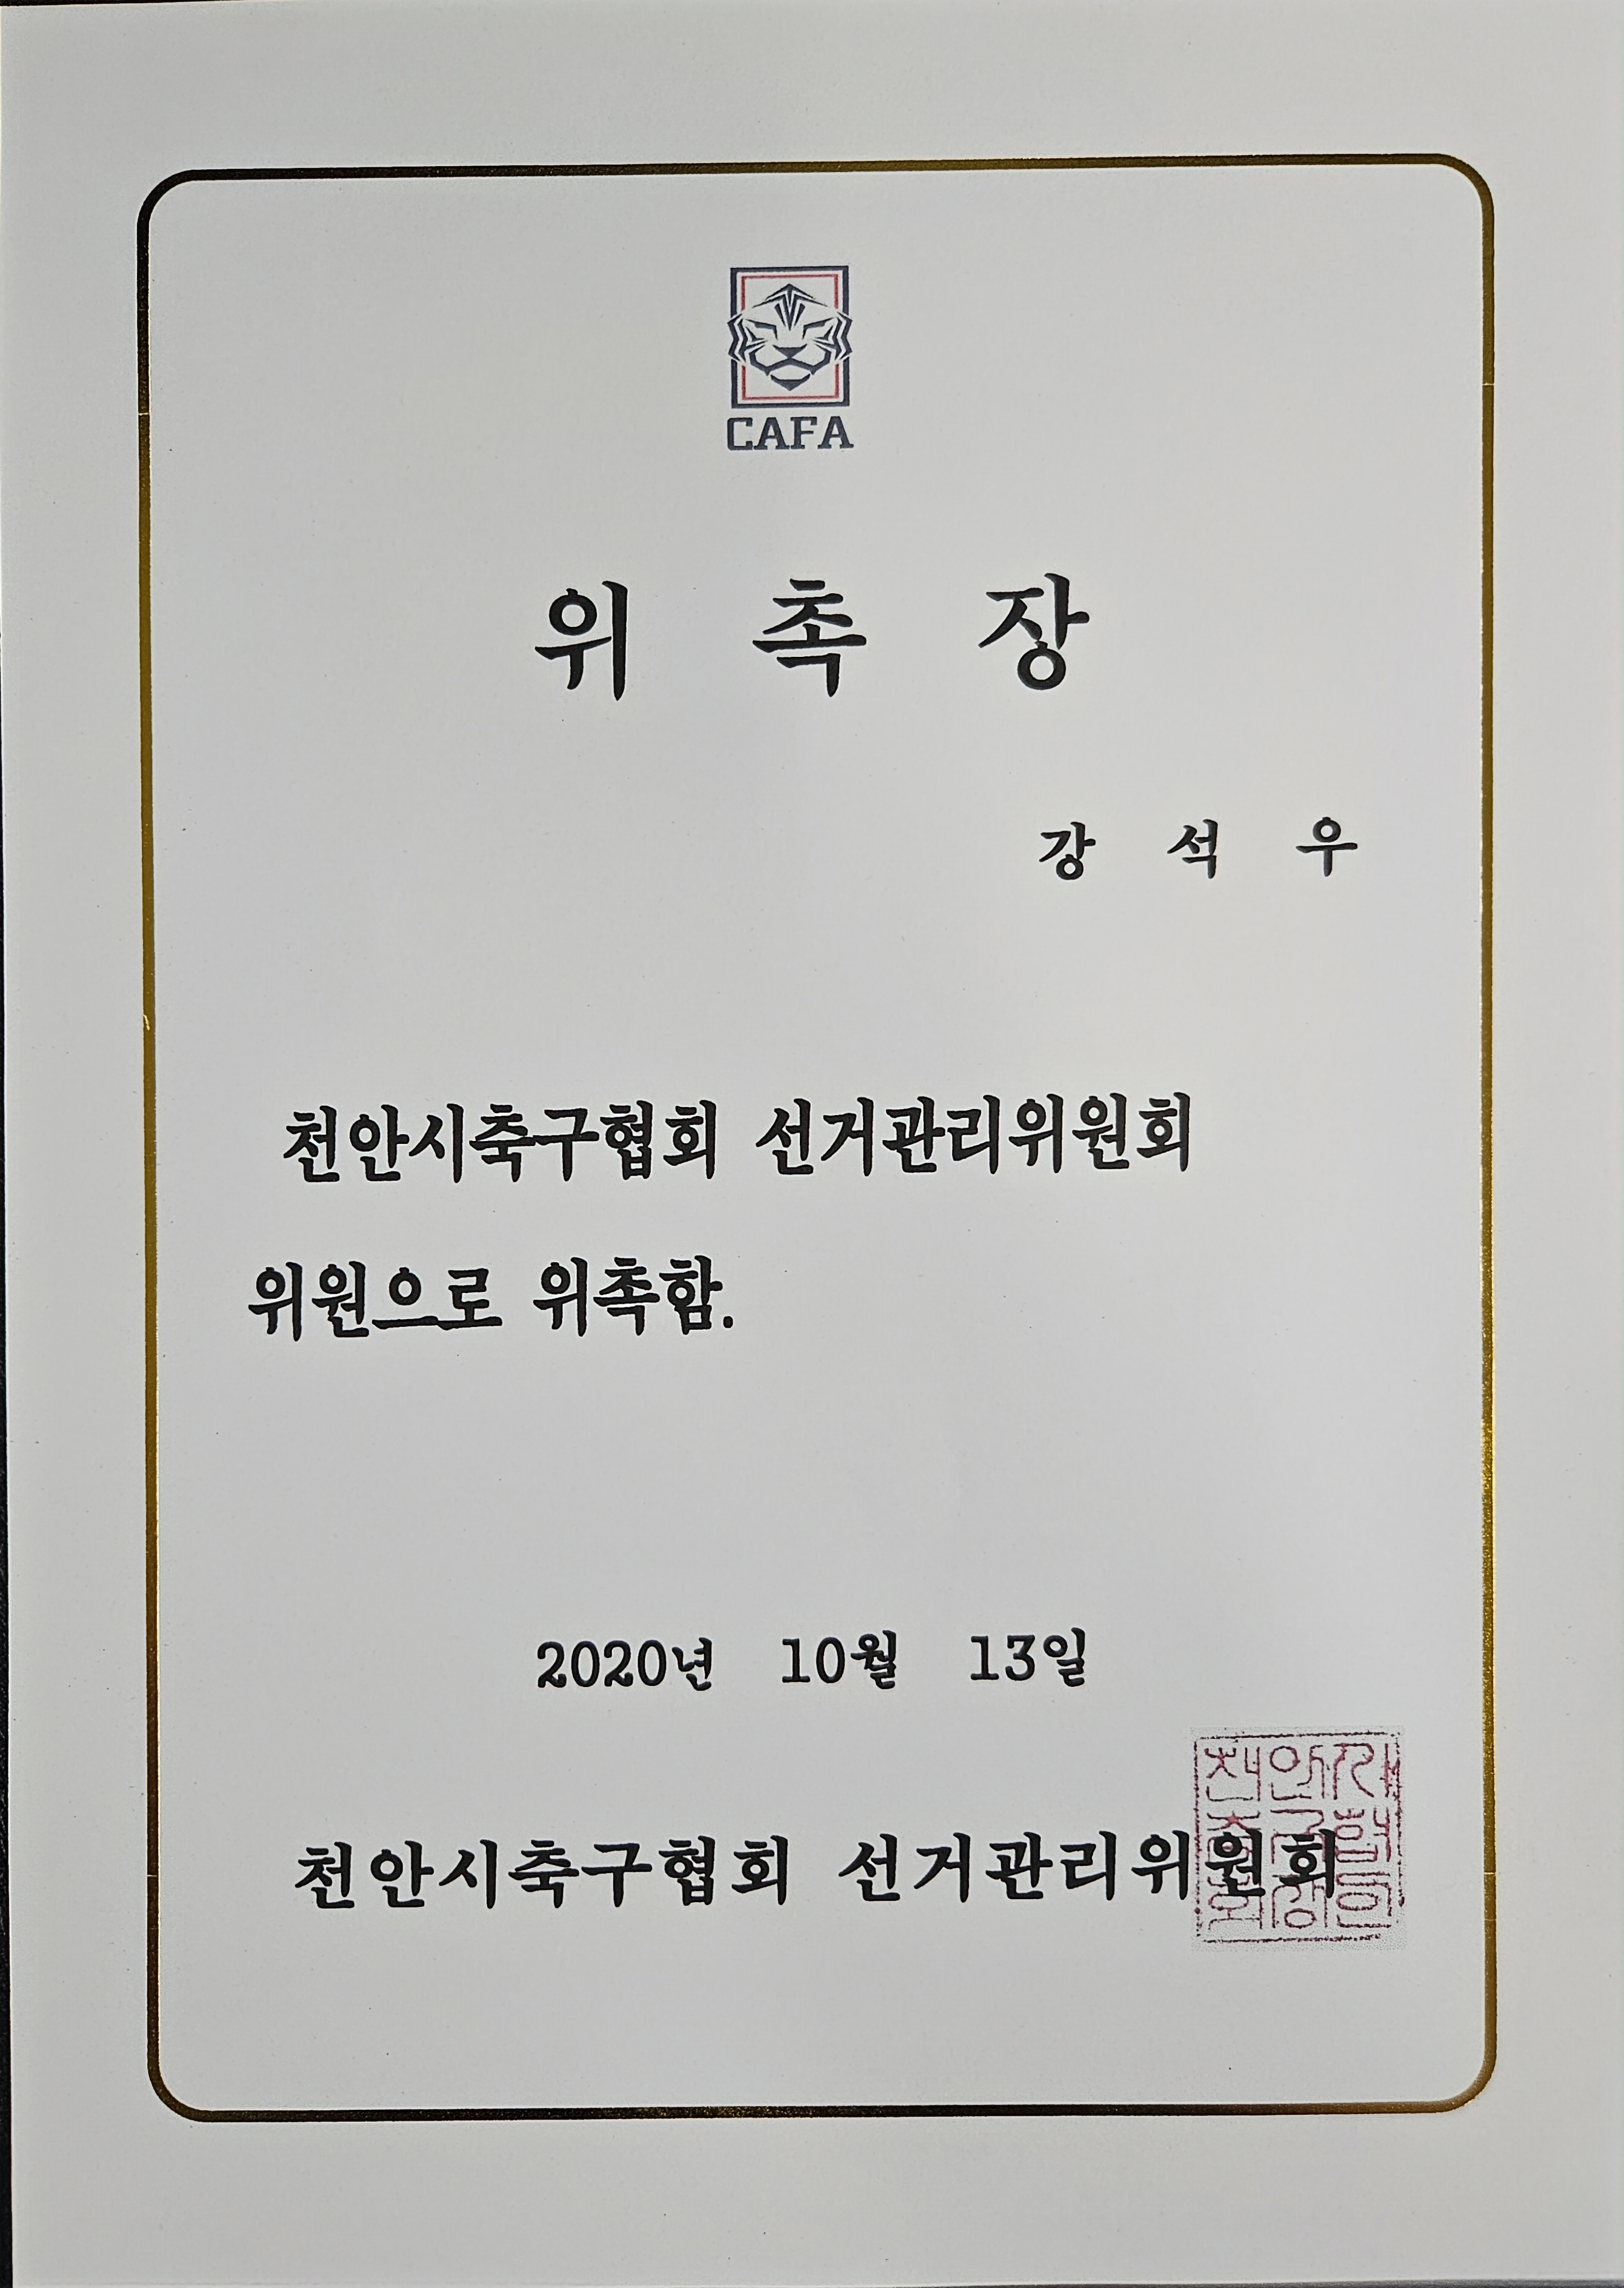 CAFA
위 촉 장
강 석 우
천안시축구협회 선거관리위원회
위원으로 위촉함.
2020년 10월 13일
천안시축구협회 선거관리위원회